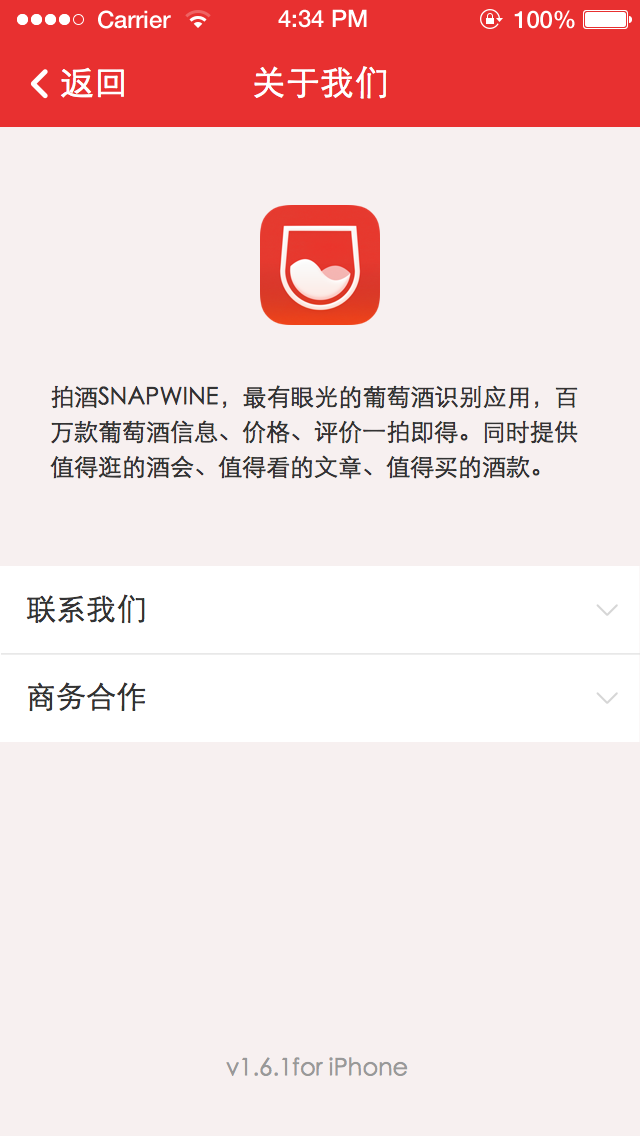 Carrier 4:34 PM 100%
返回 关于我们
拍酒SNAPWINE，最有眼光的葡萄酒识别应用，百
万款葡萄酒信息、价格、评价一拍即得。同时提供
值得逛的酒会、值得看的文章、值得买的酒款。
联系我们
商务合作
v1.6.1for iPhone